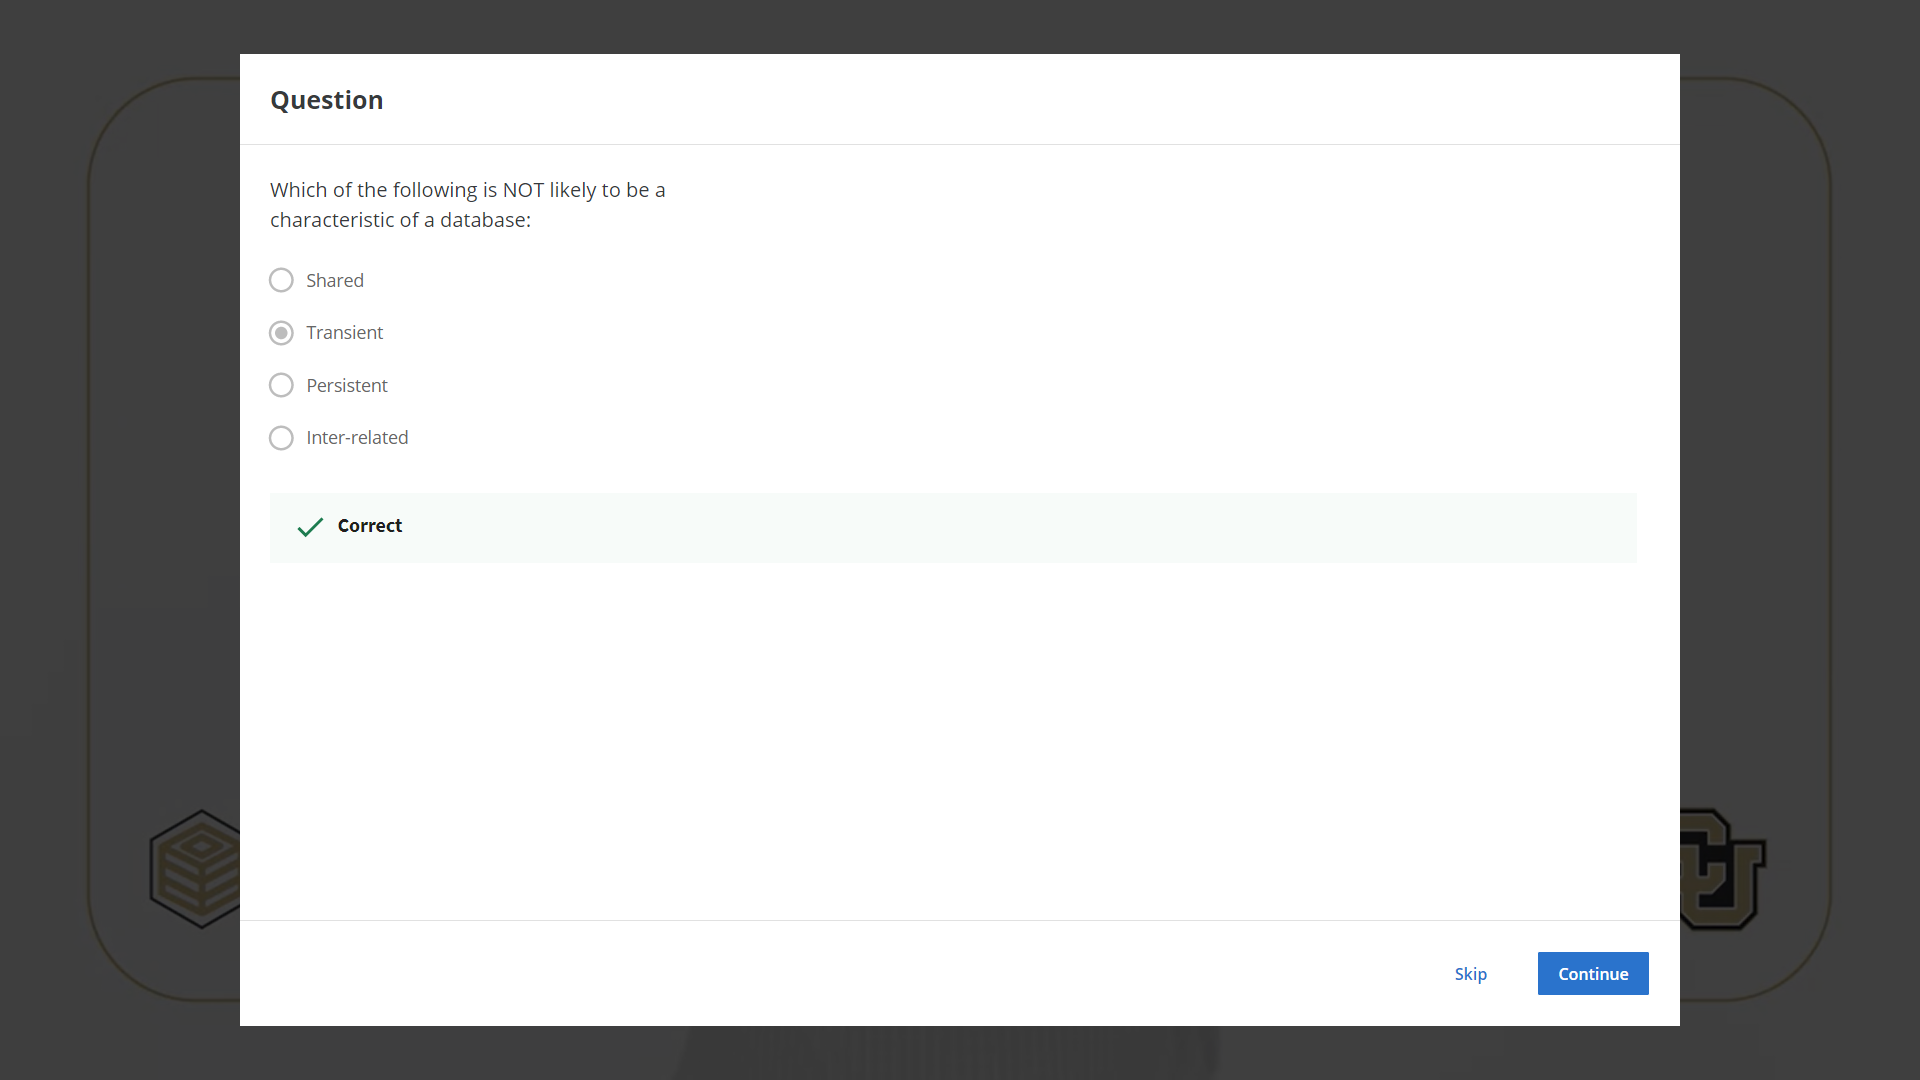 Question
Which of the following is NOT likely to be a
characteristic of a database:
Shared
Transient
Persistent
Inter-related
Correct
Skip
Continue